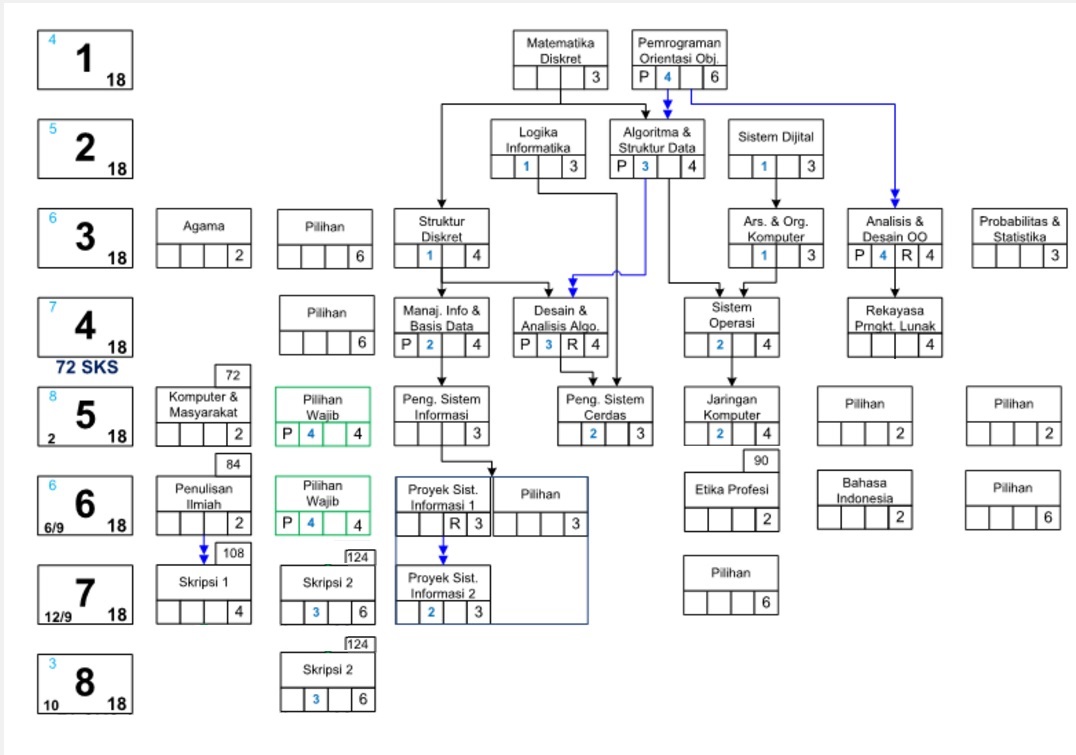 4
1
18
Matematika
Diskret
3
Pemrograman
Orientasi Obj.
P 4 6
5
2
18
Logika
Informatika
1 3
Algoritma &
Struktur Data
P 3 4
Sistem Dijital
1 3
6
3
18
Agama
2
Pilihan
6
Struktur
Diskret
1 4
Ars. & Org.
Komputer
1 3
Analisis &
Desain OO
P 4 R 4
Probabilitas &
Statistika
3
7
4
18
72 SKS
Pilihan
6
Manaj. Info &
Basis Data
P 2 4
Desain &
Analisis Algo.
P 3 R 4
Sistem
Operasi
2 4
Rekayasa
Prngkt. Lunak
4
8
5
2 18
72
Komputer &
Masyarakat
2
Pilihan
Wajib
P 4 4
Peng. Sistem
Informasi
3
Peng. Sistem
Cerdas
2 3
Jaringan
Komputer
2 4
Pilihan
2
Pilihan
2
6
6
6/9 18
84
Penulisan
Ilmiah
2
Pilihan
Wajib
P 4 4
Proyek Sist.
Informasi 1
R 3
Pilihan
3
90
Etika Profesi
2
Bahasa
Indonesia
2
Pilihan
6
7
12/9 18
108
Skripsi 1
4
124
Skripsi 2
3 6
Proyek Sist.
Informasi 2
2 3
Pilihan
6
3
8
10 18
124
Skripsi 2
3 6